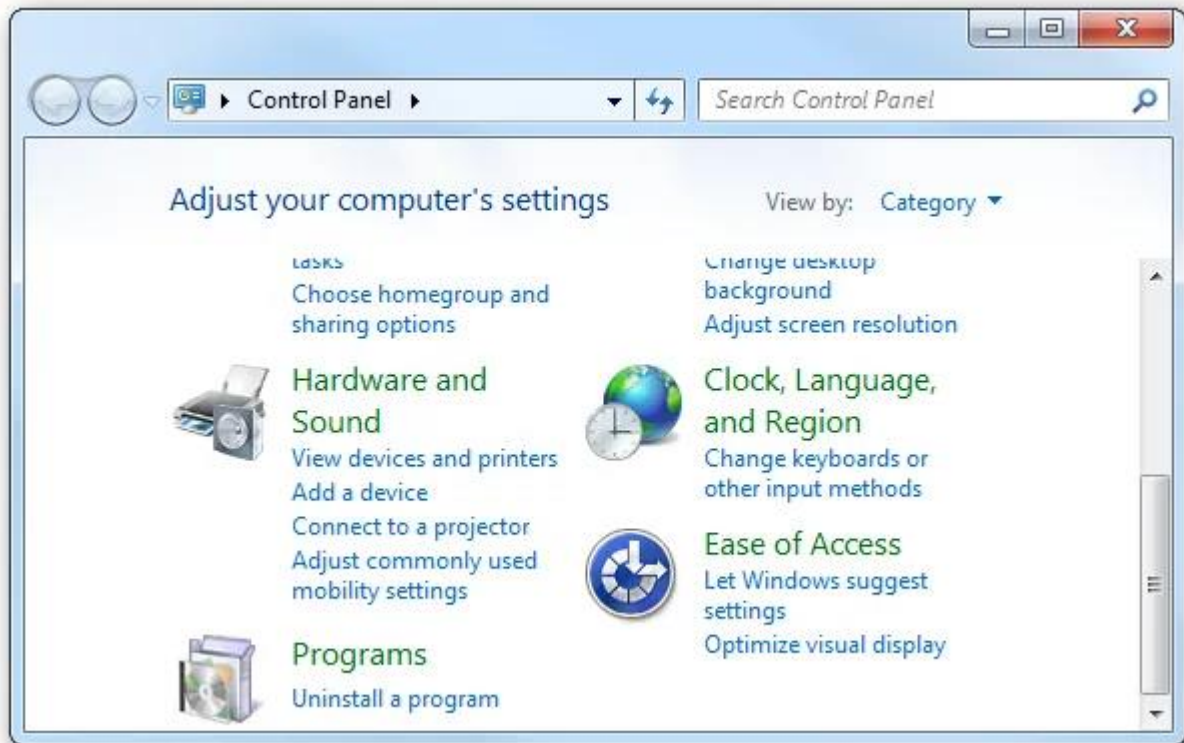 Control Panel
Search Control Panel
Adjust your computer's settings
View by: Category
tasks
Choose homegroup and
sharing options
Hardware and
Sound
View devices and printers
Add a device
Connect to a projector
Adjust commonly used
mobility settings
Programs
Uninstall a program
Change desktop
background
Adjust screen resolution
Clock, Language,
and Region
Change keyboards or
other input methods
Ease of Access
Let Windows suggest
settings
Optimize visual display